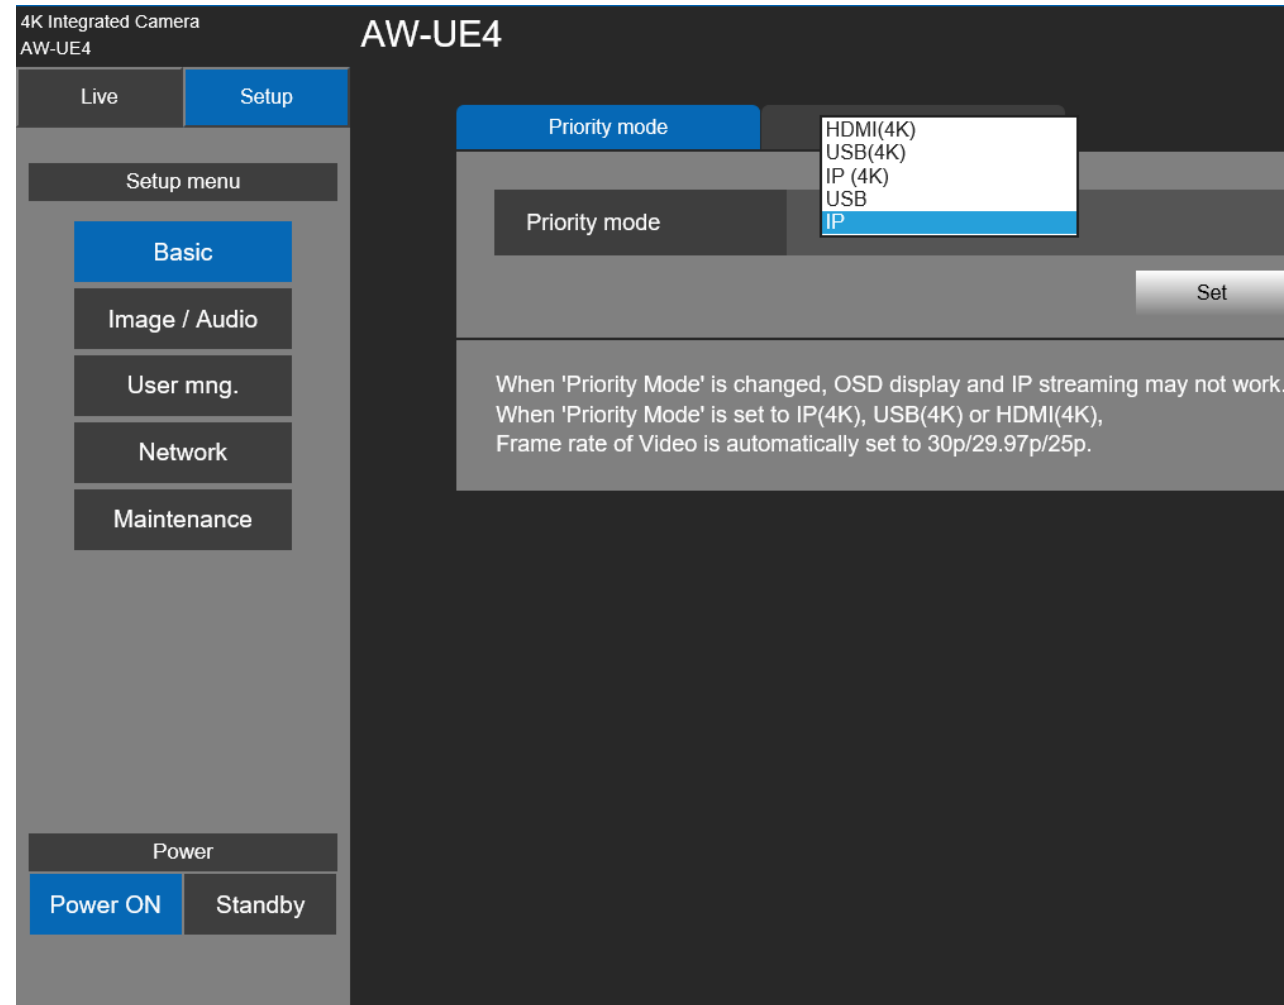 4K Integrated Camera
AW-UE4
AW-UE4
Live
Setup
Setup menu
Basic
Image / Audio
User mng.
Network
Maintenance
Power
Power ON
Standby
Priority mode
Priority mode
HDMI(4K)
USB(4K)
IP (4K)
USB
IP
Set
When 'Priority Mode' is changed, OSD display and IP streaming may not work.
When 'Priority Mode' is set to IP(4K), USB(4K) or HDMI(4K),
Frame rate of Video is automatically set to 30p/29.97p/25p.